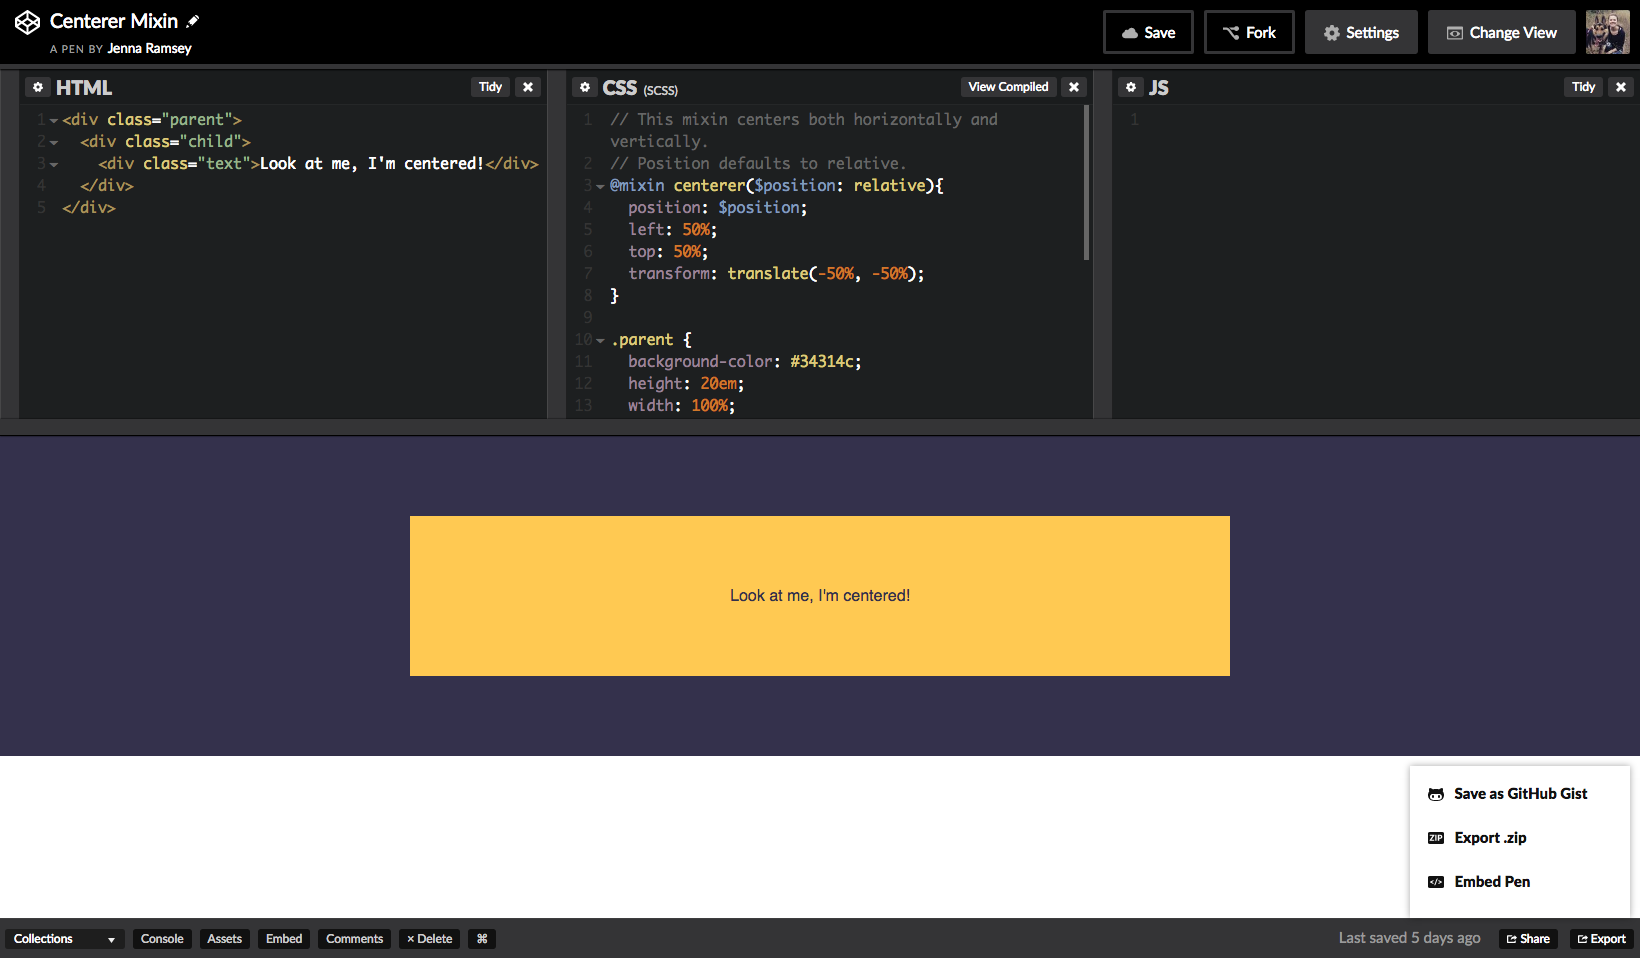 Centerer Mixin
A PEN BY Jenna Ramsey
Save
Fork
Settings
Change View
HTML
Tidy
1 <div class="parent">
2 <div class="child">
3 <div class="text">Look at me, I'm centered!</div>
4 </div>
5 </div>
CSS (SCSS)
View Compiled
1 // This mixin centers both horizontally and
vertically.
2 // Position defaults to relative.
3 @mixin centerer($position: relative){
4 position: $position;
5 left: 50%;
6 top: 50%;
7 transform: translate(-50%, -50%);
8 }
9
10 .parent {
11 background-color: #34314c;
12 height: 20em;
13 width: 100%;
JS
Tidy
1
Look at me, I'm centered!
Save as GitHub Gist
ZIP Export .zip
</> Embed Pen
Collections
Console
Assets
Embed
Comments
× Delete
⌘
Last saved 5 days ago
Share
Export